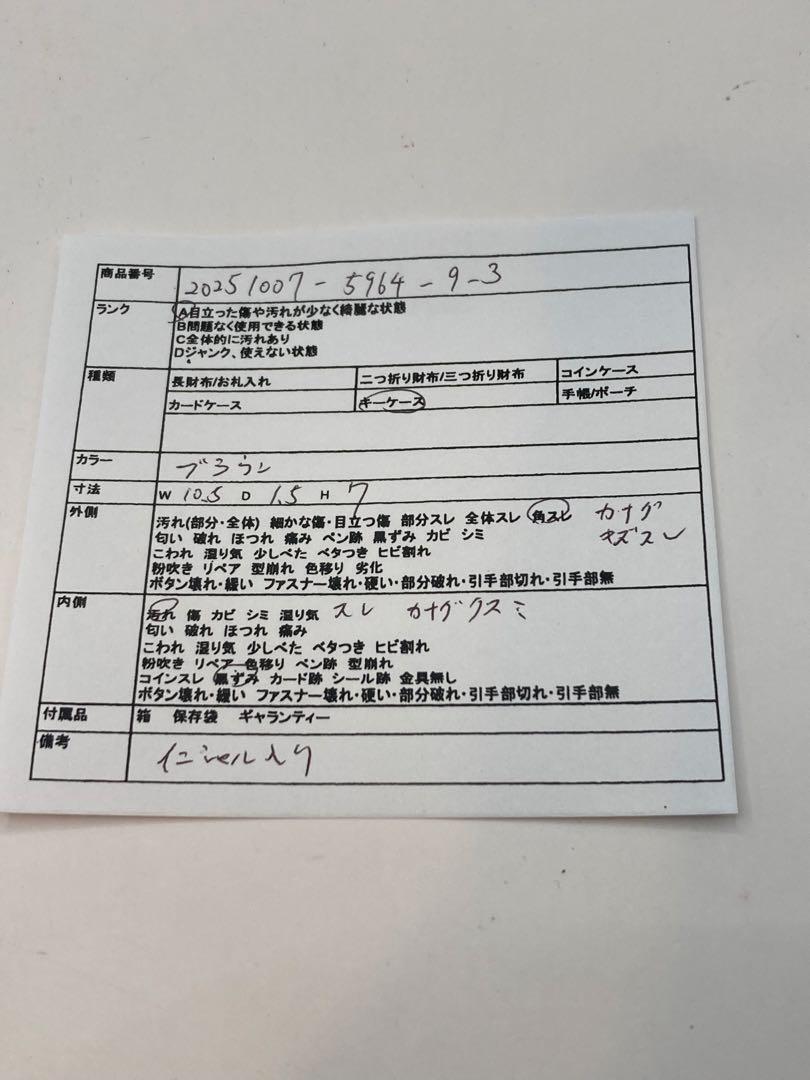 商品番号 20251007-5964-9-3
ランク A目立った傷や汚れが少なく綺麗な状態
B問題なく使用できる状態
C全体的に汚れあり
Dジャンク、使えない状態
種類 長財布/お札入れ 二つ折り財布/三つ折り財布 コインケース
カードケース キーケース 手帳/ポーチ
カラー ブラウン
寸法 W 10.5 D 1.5 H 7
外側 汚れ(部分・全体) 細かな傷・目立つ傷 部分スレ 全体スレ 角スレ カナグ
匂い 破れ ほつれ 痛み ペン跡 黒ずみ カビ シミ キズスレ
こわれ 湿り気 少しべた ベタつき ヒビ割れ
粉吹き リペア 型崩れ 色移り 劣化
ボタン壊れ・緩い ファスナー壊れ・硬い・部分破れ・引手部切れ・引手部無
内側 汚れ 傷 カビ シミ 湿り気 スレ カナグクスミ
匂い 破れ ほつれ 痛み
こわれ 湿り気 少しべた ベタつき ヒビ割れ
粉吹き リペア 色移り ペン跡 型崩れ
コインスレ 黒ずみ カード跡 シール跡 金具無し
ボタン壊れ・緩い ファスナー壊れ・硬い・部分破れ・引手部切れ・引手部無
付属品 箱 保存袋 ギャランティー
備考 イニシャル入り